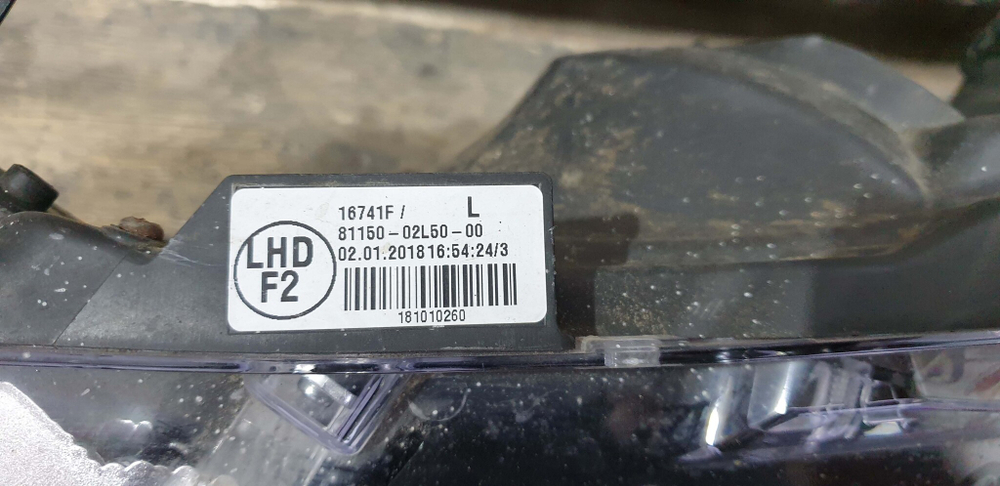 16741F / L
81150-02L50-00
LHD
F2
02.01.2018 16:54:24/3
181010260